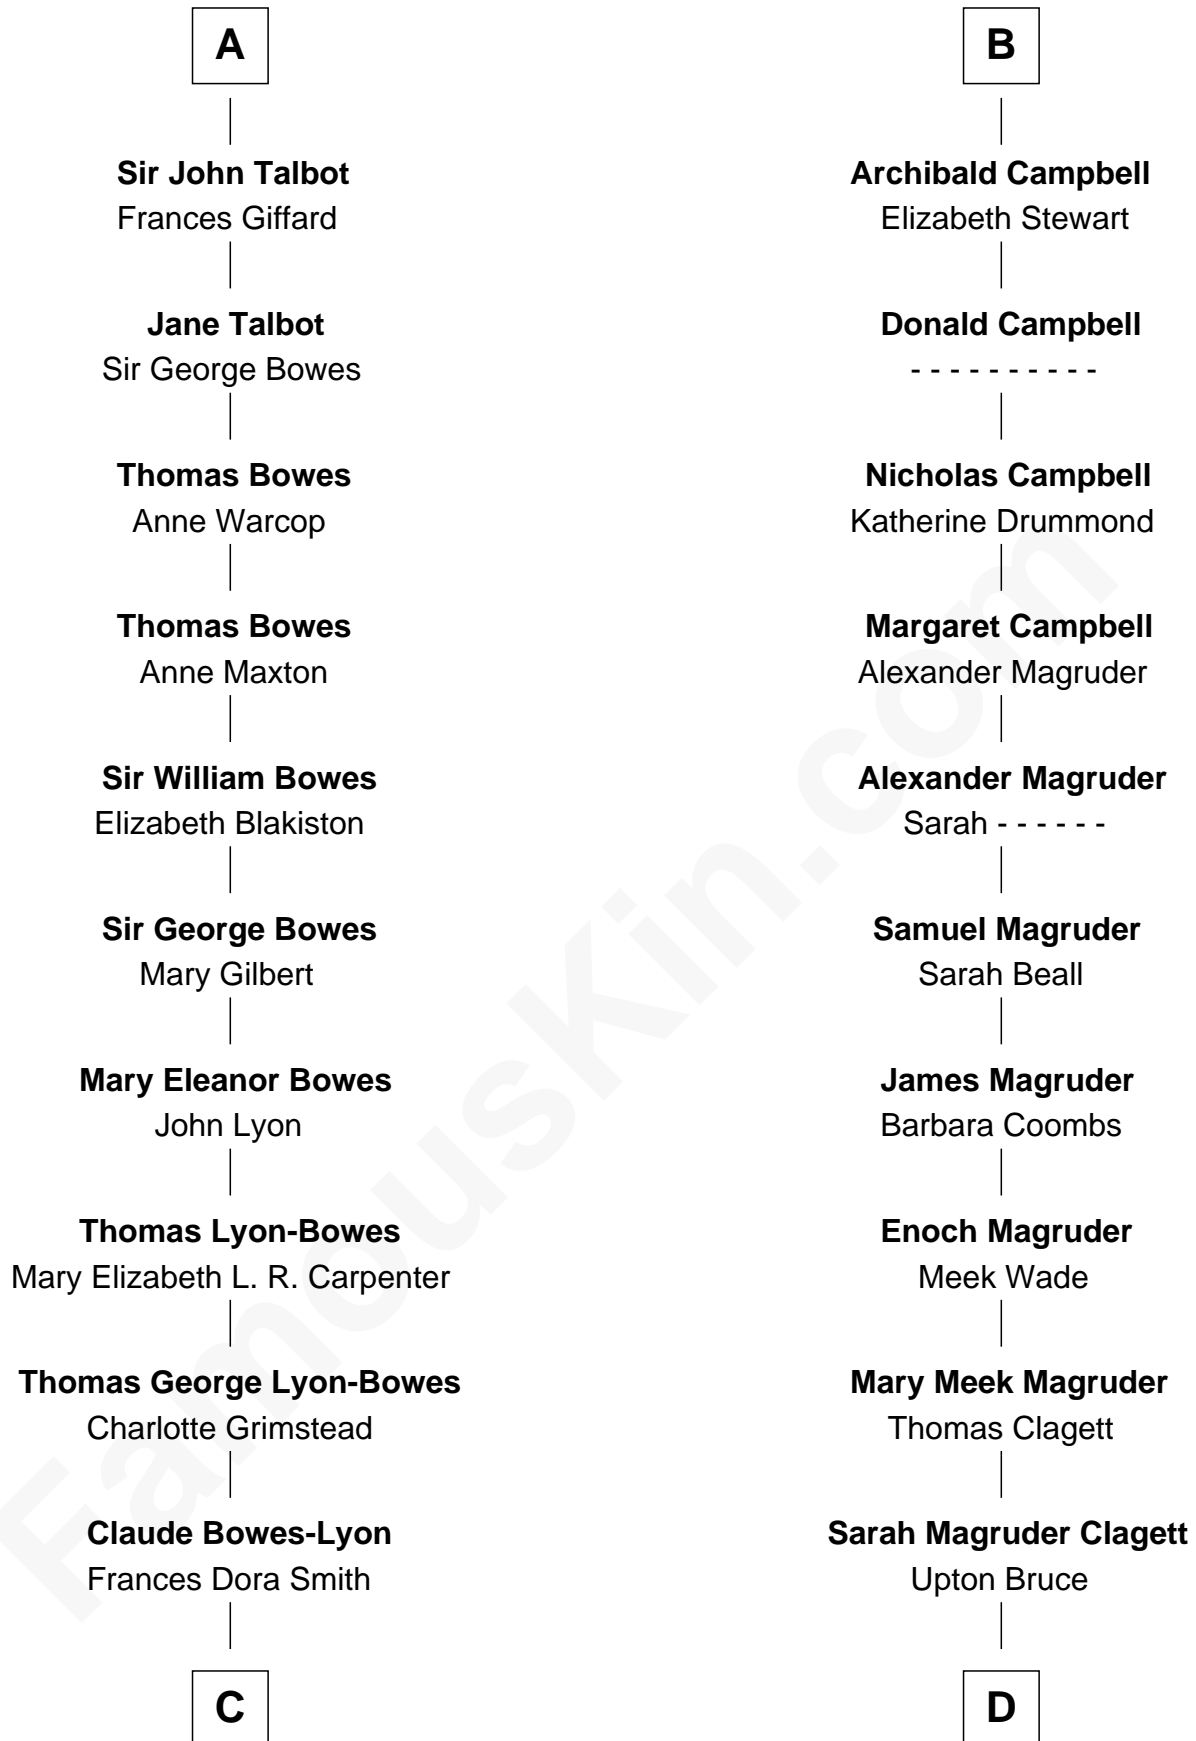 A
Sir John Talbot
Frances Giffard
Jane Talbot
Sir George Bowes
Thomas Bowes
Anne Warcop
Thomas Bowes
Anne Maxton
Sir William Bowes
Elizabeth Blakiston
Sir George Bowes
Mary Gilbert
Mary Eleanor Bowes
John Lyon
Thomas Lyon-Bowes
Mary Elizabeth L. R. Carpenter
Thomas George Lyon-Bowes
Charlotte Grimstead
Claude Bowes-Lyon
Frances Dora Smith
C
B
Archibald Campbell
Elizabeth Stewart
Donald Campbell
- - - - - - - - - -
Nicholas Campbell
Katherine Drummond
Margaret Campbell
Alexander Magruder
Alexander Magruder
Sarah - - - - - -
Samuel Magruder
Sarah Beall
James Magruder
Barbara Coombs
Enoch Magruder
Meek Wade
Mary Meek Magruder
Thomas Clagett
Sarah Magruder Clagett
Upton Bruce
D
FamousKin.com